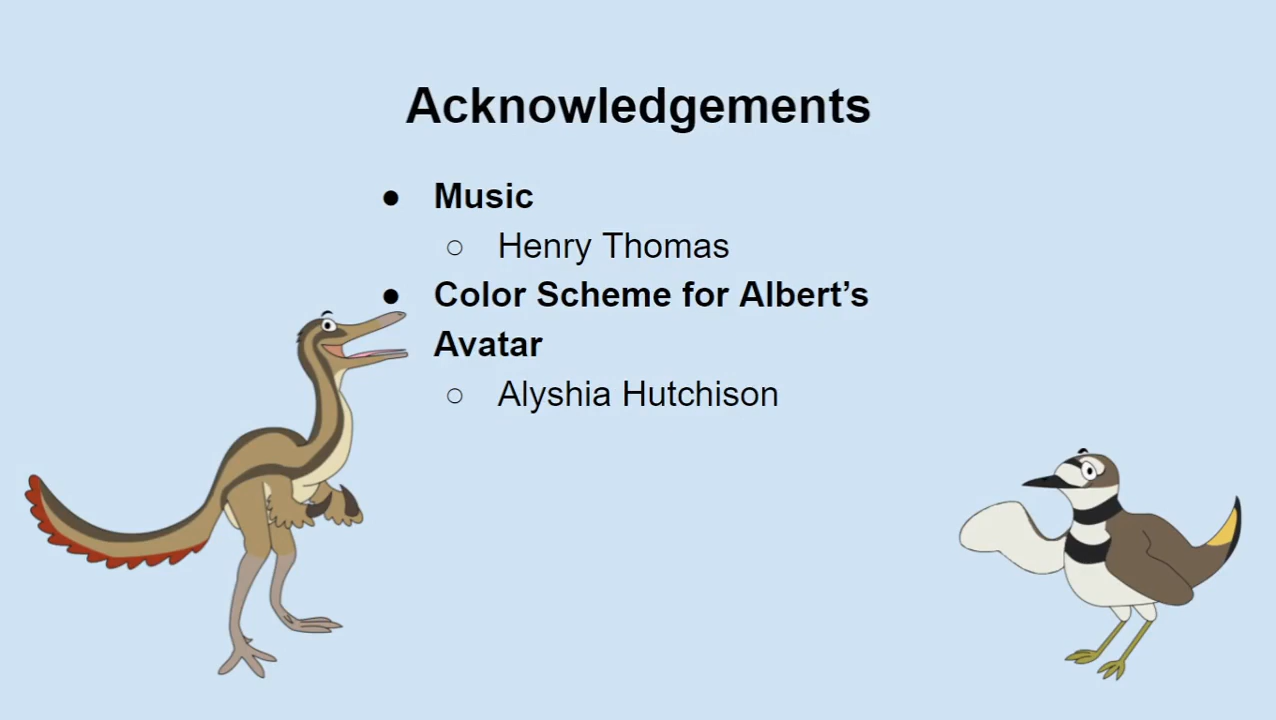 Acknowledgements
● Music
○ Henry Thomas
● Color Scheme for Albert’s
Avatar
○ Alyshia Hutchison